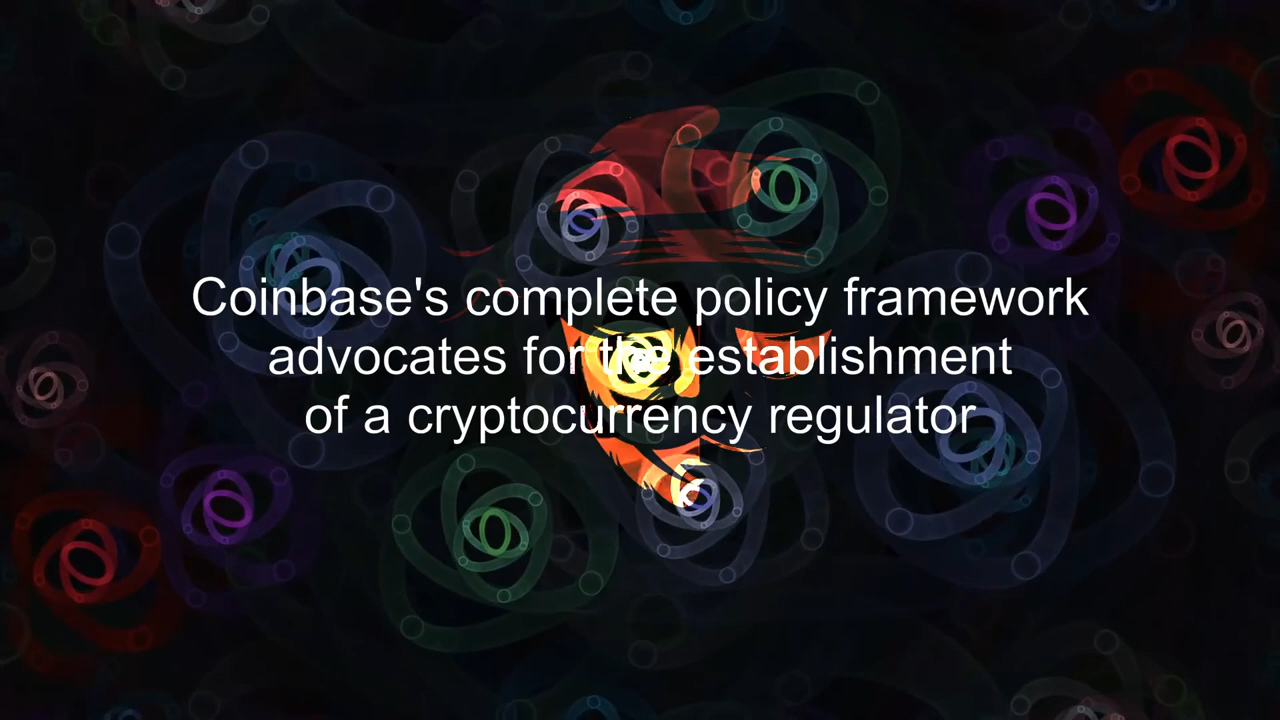 Coinbase's complete policy framework
advocates for the establishment
of a cryptocurrency regulator